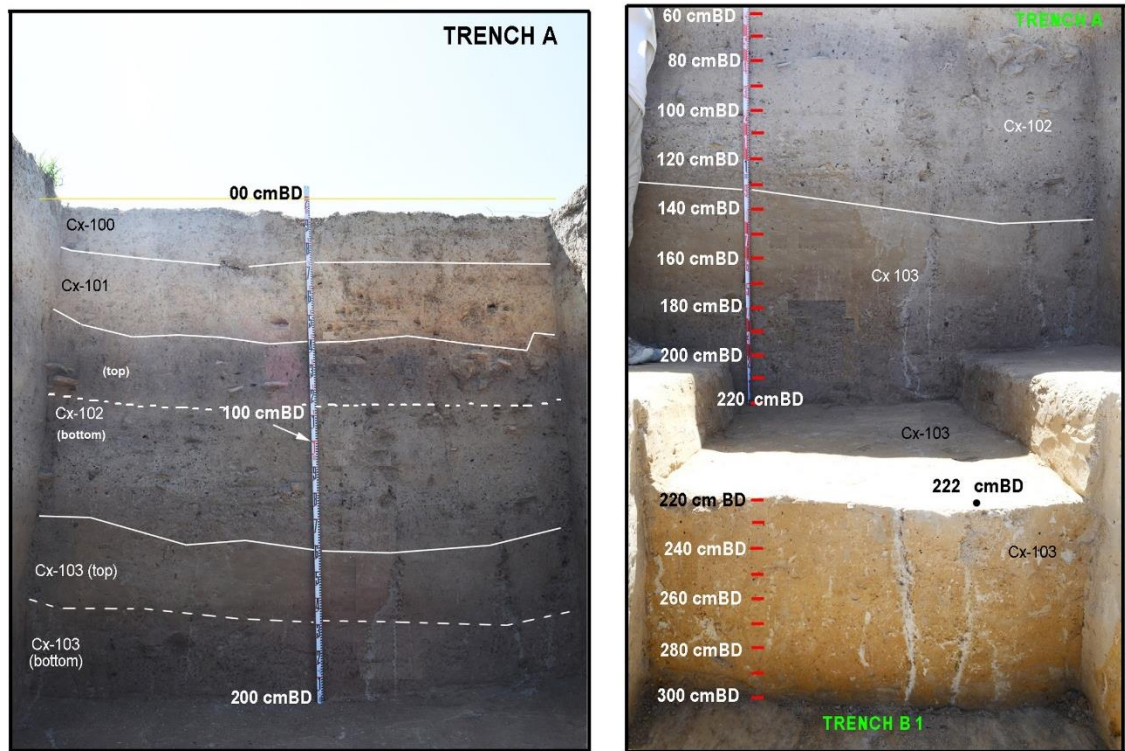 TRENCH A
00 cmBD
Cx-100
Cx-101
(top)
Cx-102
(bottom)
100 cmBD
Cx-103 (top)
Cx-103
(bottom)
200 cmBD
TRENCH A
60 cmBD
80 cmBD
100 cmBD
Cx-102
120 cmBD
140 cmBD
160 cmBD
Cx 103
180 cmBD
200 cmBD
220 cmBD
Cx-103
222 cmBD
220 cm BD
240 cmBD
Cx-103
260 cmBD
280 cmBD
300 cmBD
TRENCH B 1